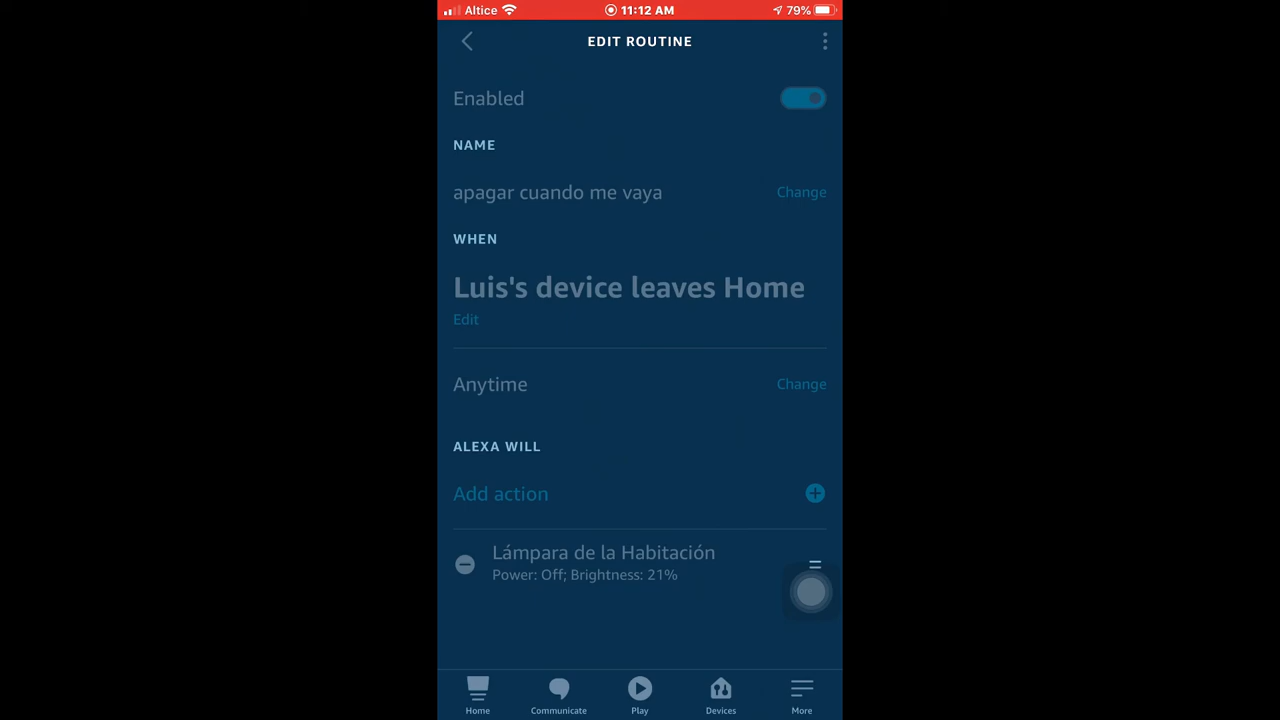 Altice 11:12 AM 79%
EDIT ROUTINE
Enabled
NAME
apagar cuando me vaya Change
WHEN
Luis's device leaves Home
Edit
Anytime Change
ALEXA WILL
Add action
Lámpara de la Habitación
Power: Off; Brightness: 21%
Home Communicate Play Devices More